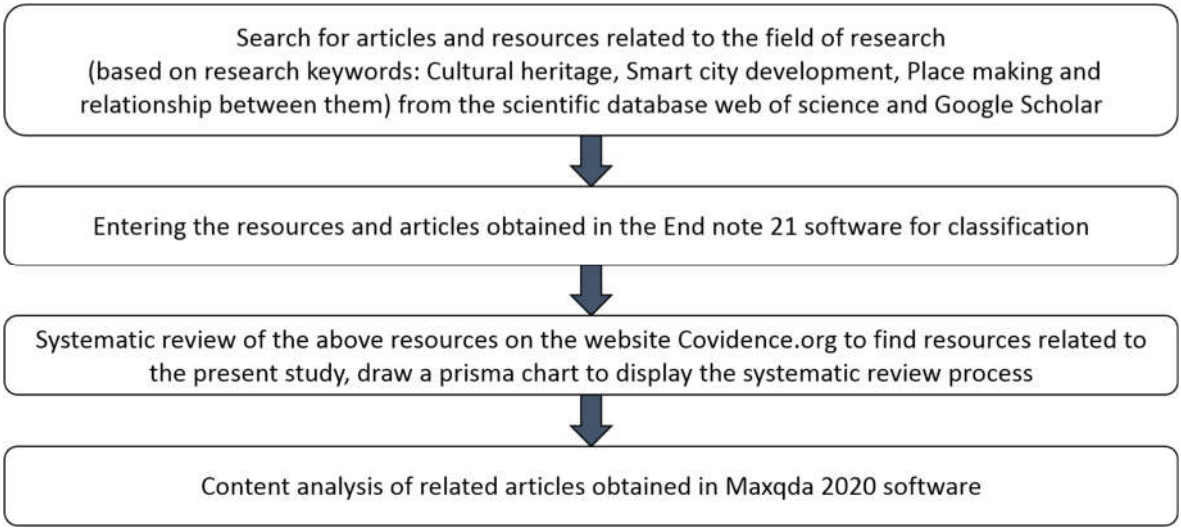 Search for articles and resources related to the field of research
(based on research keywords: Cultural heritage, Smart city development, Place making and
relationship between them) from the scientific database web of science and Google Scholar
Entering the resources and articles obtained in the End note 21 software for classification
Systematic review of the above resources on the website Covidence.org to find resources related to
the present study, draw a prisma chart to display the systematic review process
Content analysis of related articles obtained in Maxqda 2020 software